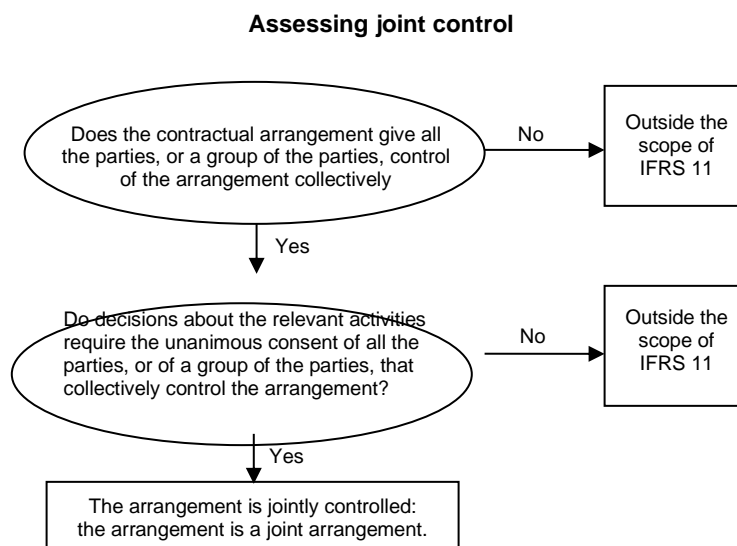 Assessing joint control
Does the contractual arrangement give all
the parties, or a group of the parties, control
of the arrangement collectively
No
Outside the
scope of
IFRS 11
Yes
Do decisions about the relevant activities
require the unanimous consent of all the
parties, or of a group of the parties, that
collectively control the arrangement?
No
Outside the
scope of
IFRS 11
Yes
The arrangement is jointly controlled:
the arrangement is a joint arrangement.